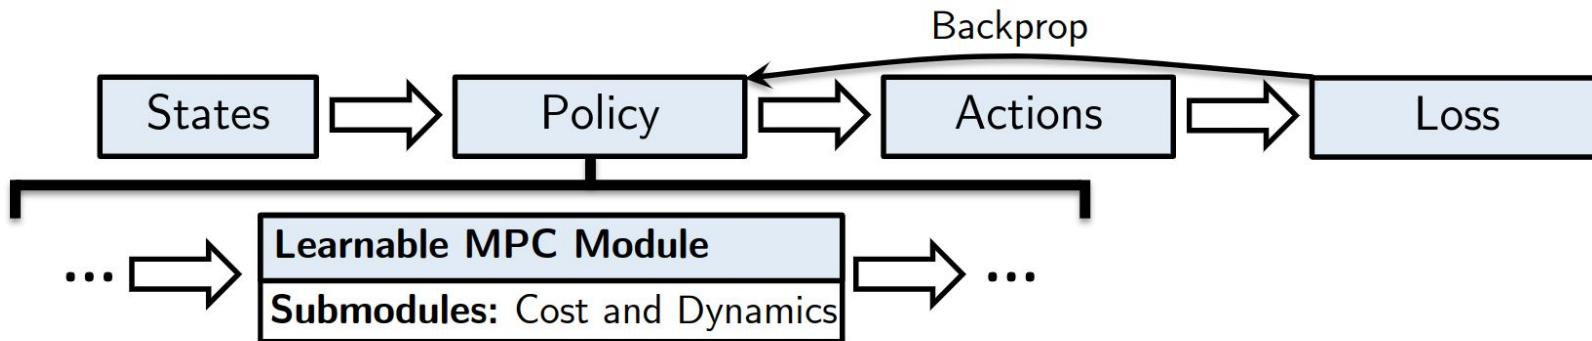 Backprop
States
Policy
Actions
Loss
... Learnable MPC Module ...
Submodules: Cost and Dynamics